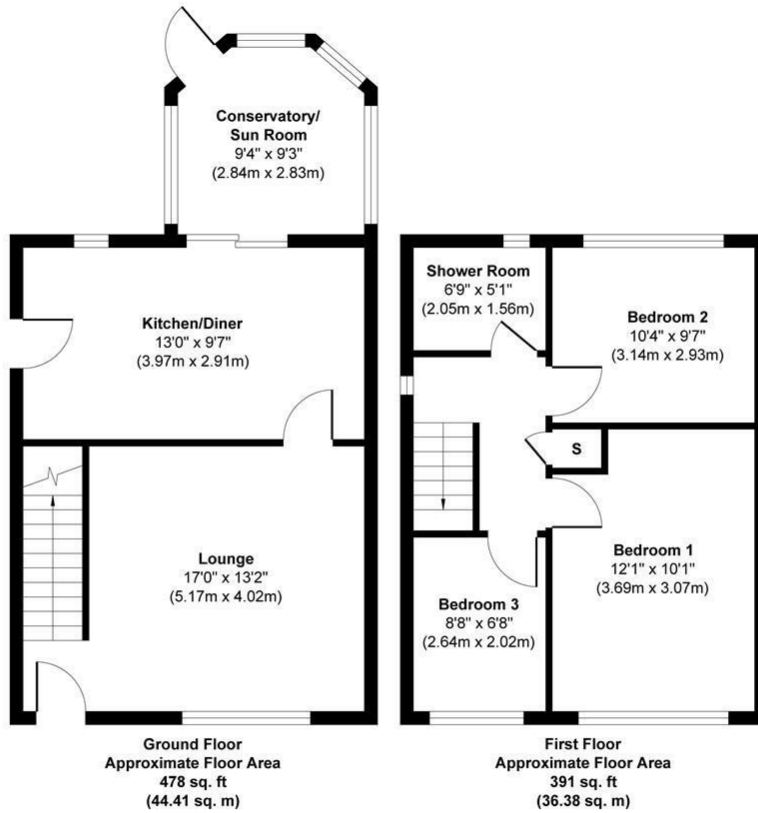 Conservatory/
Sun Room
9'4" x 9'3"
(2.84m x 2.83m)
Kitchen/Diner
13'0" x 9'7"
(3.97m x 2.91m)
Lounge
17'0" x 13'2"
(5.17m x 4.02m)
Ground Floor
Approximate Floor Area
478 sq. ft
(44.41 sq. m)
Shower Room
6'9" x 5'1"
(2.05m x 1.56m)
Bedroom 2
10'4" x 9'7"
(3.14m x 2.93m)
S
Bedroom 1
12'1" x 10'1"
(3.69m x 3.07m)
Bedroom 3
8'8" x 6'8"
(2.64m x 2.02m)
First Floor
Approximate Floor Area
391 sq. ft
(36.38 sq. m)